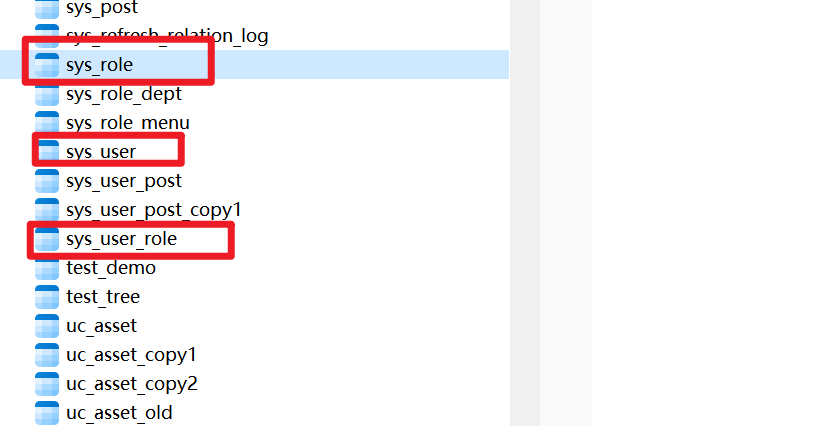 sys_post
sys_refresh_relation_log
sys_role
sys_role_dept
sys_role_menu
sys_user
sys_user_post
sys_user_post_copy1
sys_user_role
test_demo
test_tree
uc_asset
uc_asset_copy1
uc_asset_copy2
uc_asset_old